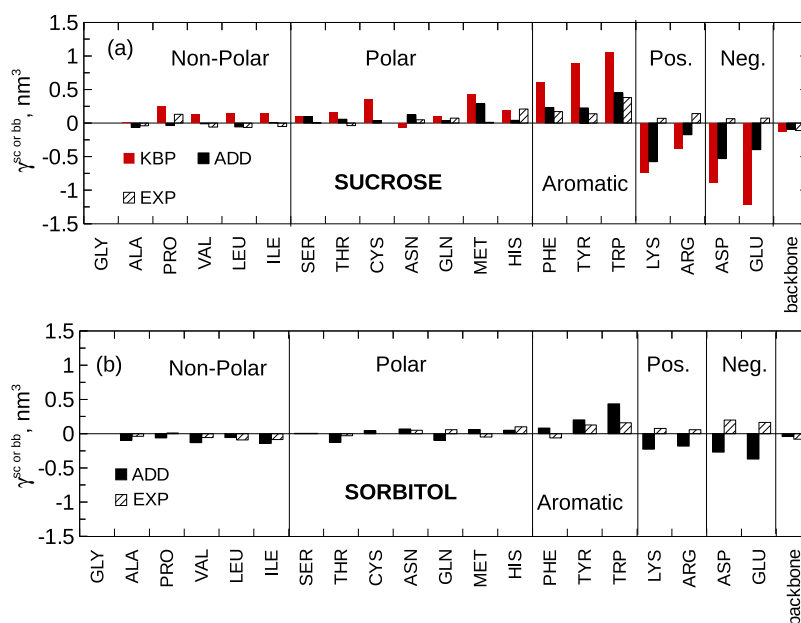 (a) Non-Polar Polar Pos. Neg.
γ^sc or bb, nm³
1.5
1
0.5
0
-0.5
-1
-1.5
KBP ADD
EXP
SUCROSE
Aromatic
GLY ALA PRO VAL LEU ILE SER THR CYS ASN GLN MET HIS PHE TYR TRP LYS ARG ASP GLU backbone
(b) Non-Polar Polar Pos. Neg.
γ^sc or bb, nm³
1.5
1
0.5
0
-0.5
-1
-1.5
ADD
EXP
SORBITOL
Aromatic
GLY ALA PRO VAL LEU ILE SER THR CYS ASN GLN MET HIS PHE TYR TRP LYS ARG ASP GLU backbone